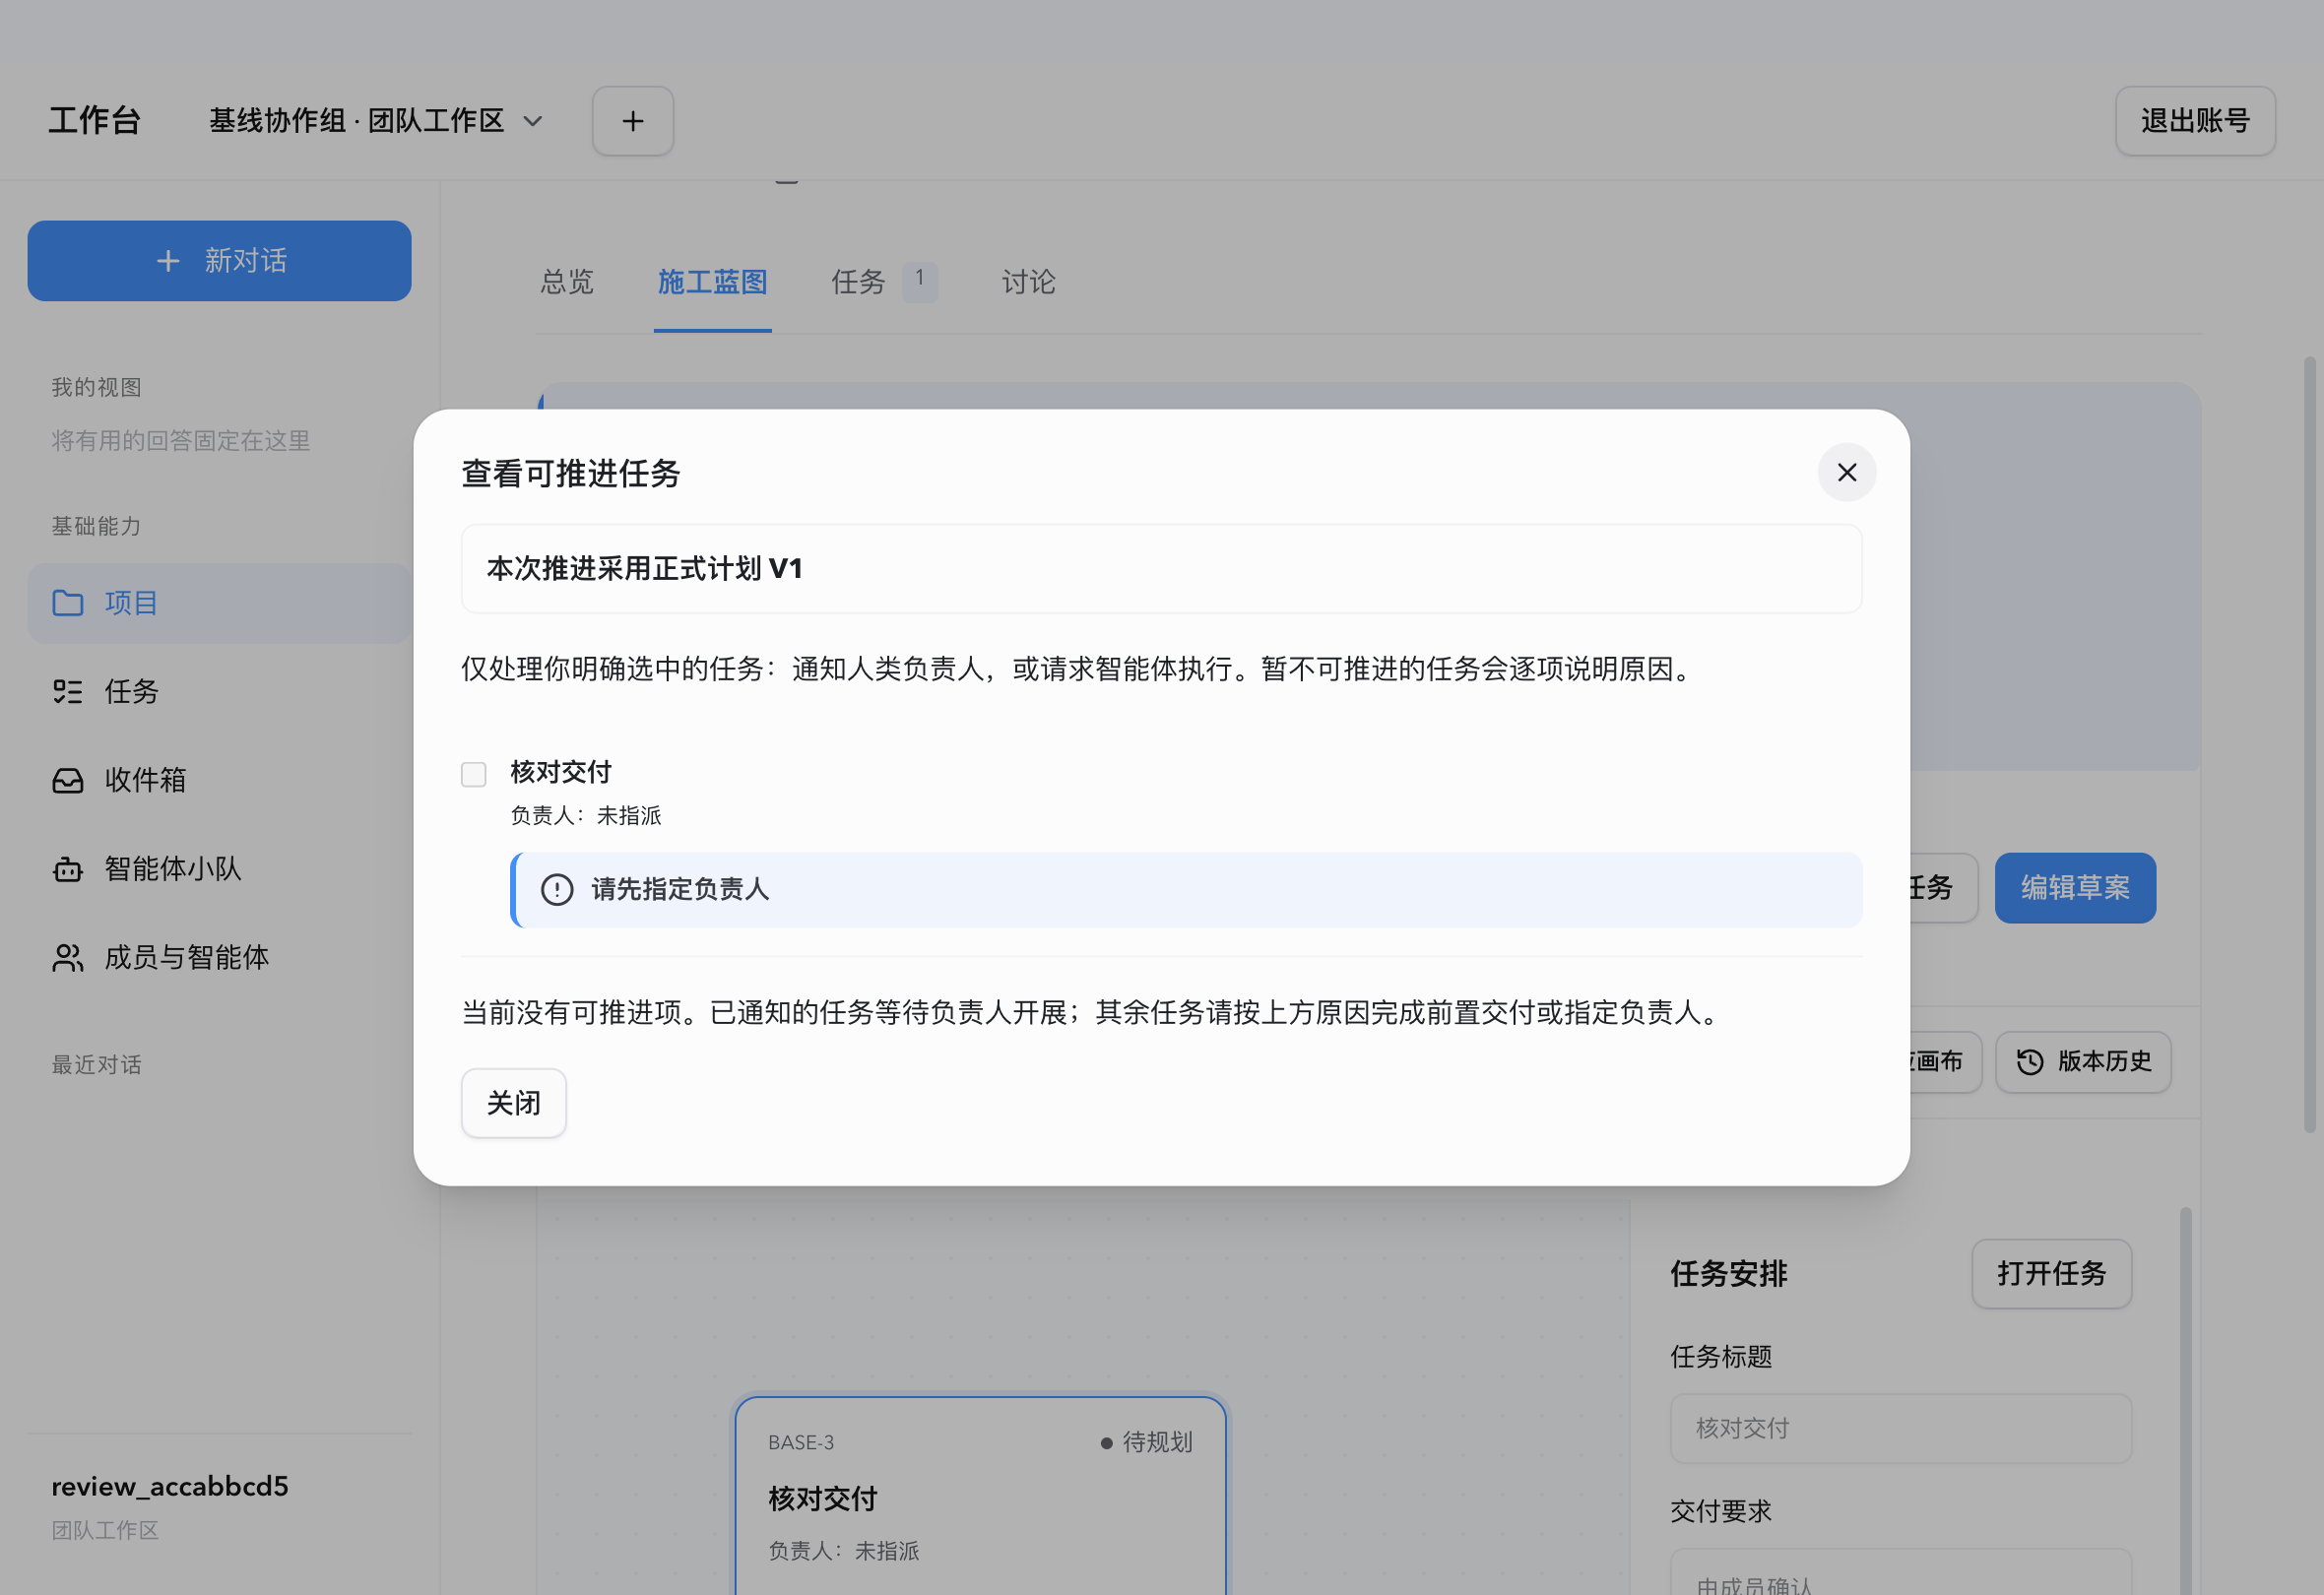 工作台
基线协作组 · 团队工作区
退出账号
新对话
我的视图
将有用的回答固定在这里
基础能力
项目
任务
收件箱
智能体小队
成员与智能体
最近对话
review_accabbcd5
团队工作区
总览
施工蓝图
任务 1
讨论
查看可推进任务
本次推进采用正式计划 V1
仅处理你明确选中的任务：通知人类负责人，或请求智能体执行。暂不可推进的任务会逐项说明原因。
核对交付
负责人：未指派
请先指定负责人
当前没有可推进项。已通知的任务等待负责人开展；其余任务请按上方原因完成前置交付或指定负责人。
关闭
任务
编辑草案
画布
版本历史
BASE-3
待规划
核对交付
负责人：未指派
任务安排
打开任务
任务标题
核对交付
交付要求
由成员确认